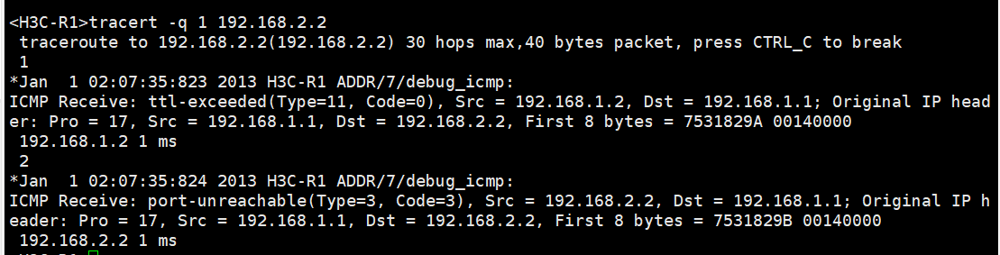 <H3C-R1>tracert -q 1 192.168.2.2
traceroute to 192.168.2.2(192.168.2.2) 30 hops max,40 bytes packet, press CTRL_C to break
1
*Jan  1 02:07:35:823 2013 H3C-R1 ADDR/7/debug_icmp:
ICMP Receive: ttl-exceeded(Type=11, Code=0), Src = 192.168.1.2, Dst = 192.168.1.1; Original IP head
er: Pro = 17, Src = 192.168.1.1, Dst = 192.168.2.2, First 8 bytes = 7531829A 00140000
192.168.1.2 1 ms
2
*Jan  1 02:07:35:824 2013 H3C-R1 ADDR/7/debug_icmp:
ICMP Receive: port-unreachable(Type=3, Code=3), Src = 192.168.2.2, Dst = 192.168.1.1; Original IP h
eader: Pro = 17, Src = 192.168.1.1, Dst = 192.168.2.2, First 8 bytes = 7531829B 00140000
192.168.2.2 1 ms